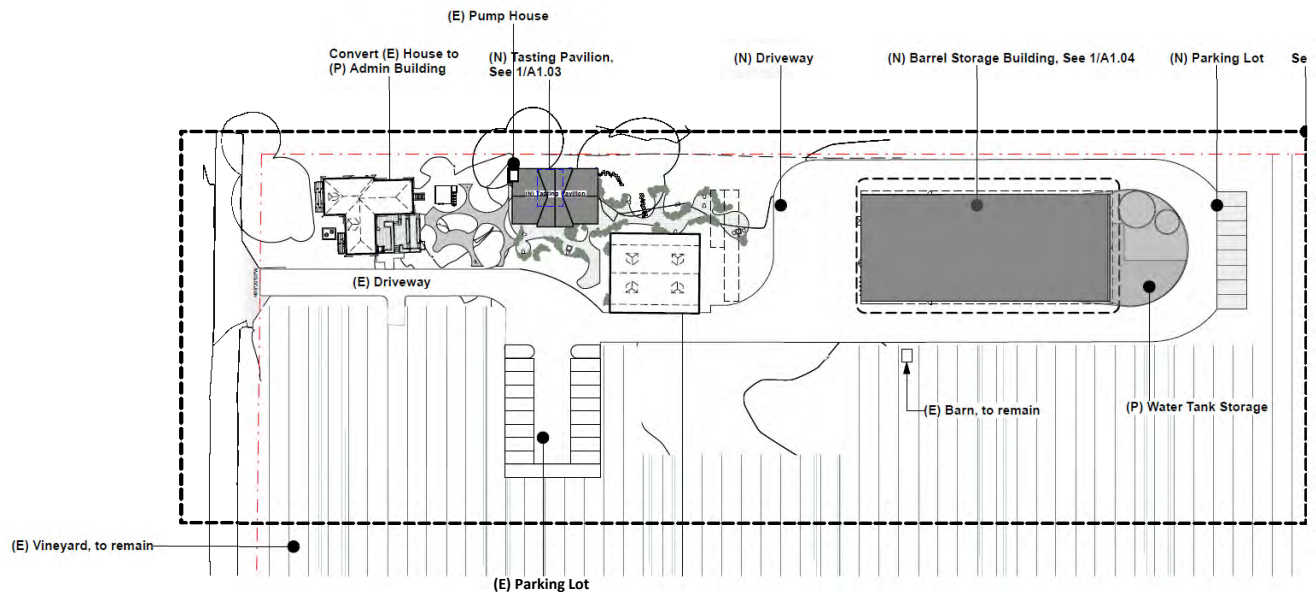 (E) Pump House
Convert (E) House to
(P) Admin Building
(N) Tasting Pavilion,
See 1/A1.03
(N) Driveway
(N) Barrel Storage Building, See 1/A1.04
(N) Parking Lot
Se
(N) Tasting Pavilion
(E) Driveway
(E) Barn, to remain
(P) Water Tank Storage
(E) Vineyard, to remain
(E) Parking Lot